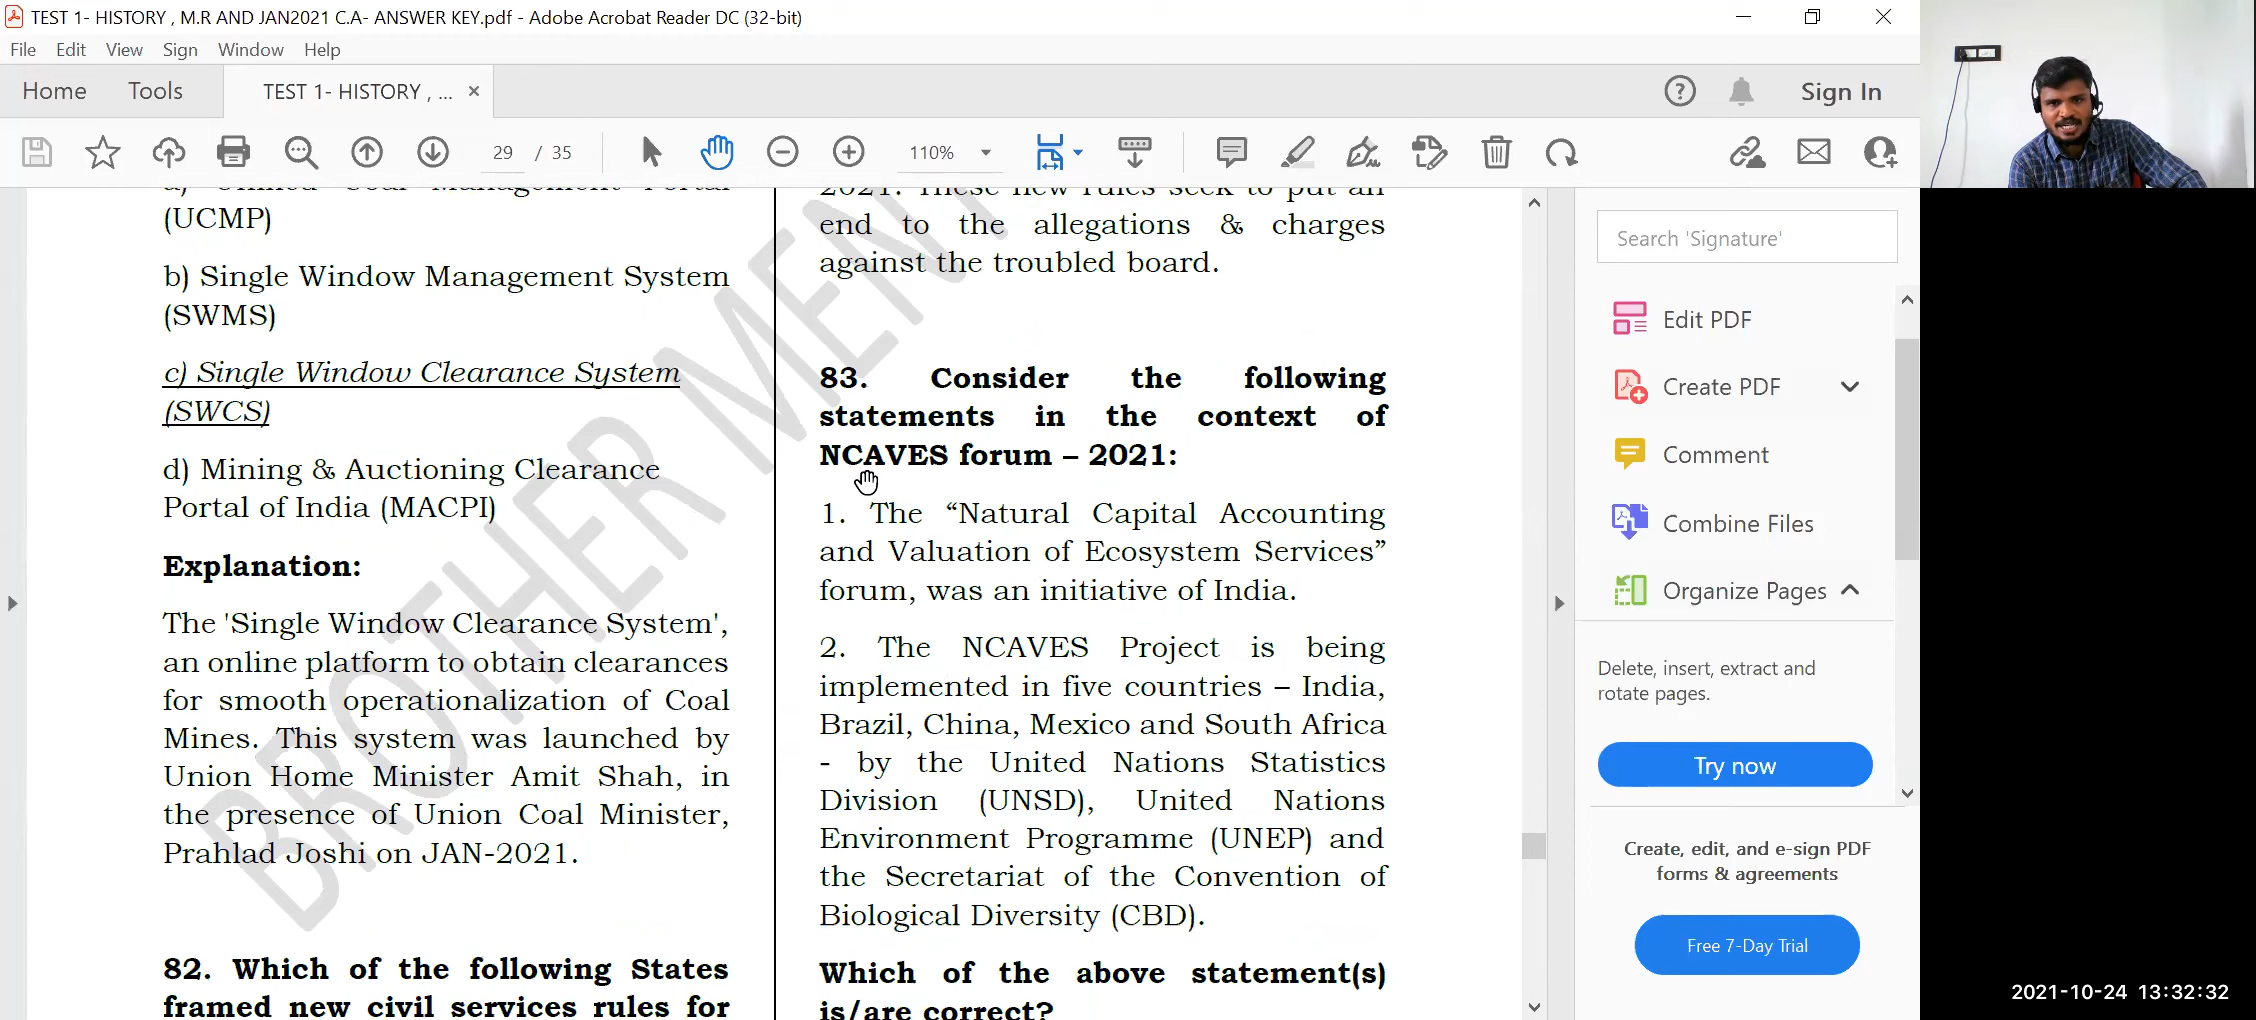 TEST 1- HISTORY , M.R AND JAN2021 C.A- ANSWER KEY.pdf - Adobe Acrobat Reader DC (32-bit)
File Edit View Sign Window Help
Home Tools TEST 1- HISTORY , ... × Sign In
29 / 35 110%
(UCMP)
b) Single Window Management System
(SWMS)
c) Single Window Clearance System
(SWCS)
d) Mining & Auctioning Clearance
Portal of India (MACPI)
Explanation:
The 'Single Window Clearance System',
an online platform to obtain clearances
for smooth operationalization of Coal
Mines. This system was launched by
Union Home Minister Amit Shah, in
the presence of Union Coal Minister,
Prahlad Joshi on JAN-2021.
82. Which of the following States
framed new civil services rules for
2021. These new rules seek to put an
end to the allegations & charges
against the troubled board.
83. Consider the following
statements in the context of
NCAVES forum – 2021:
1. The “Natural Capital Accounting
and Valuation of Ecosystem Services”
forum, was an initiative of India.
2. The NCAVES Project is being
implemented in five countries – India,
Brazil, China, Mexico and South Africa
- by the United Nations Statistics
Division (UNSD), United Nations
Environment Programme (UNEP) and
the Secretariat of the Convention of
Biological Diversity (CBD).
Which of the above statement(s)
is/are correct?
BROTHER MENT
Search 'Signature'
Edit PDF
Create PDF
Comment
Combine Files
Organize Pages
Delete, insert, extract and
rotate pages.
Try now
Create, edit, and e-sign PDF
forms & agreements
Free 7-Day Trial
2021-10-24 13:32:32